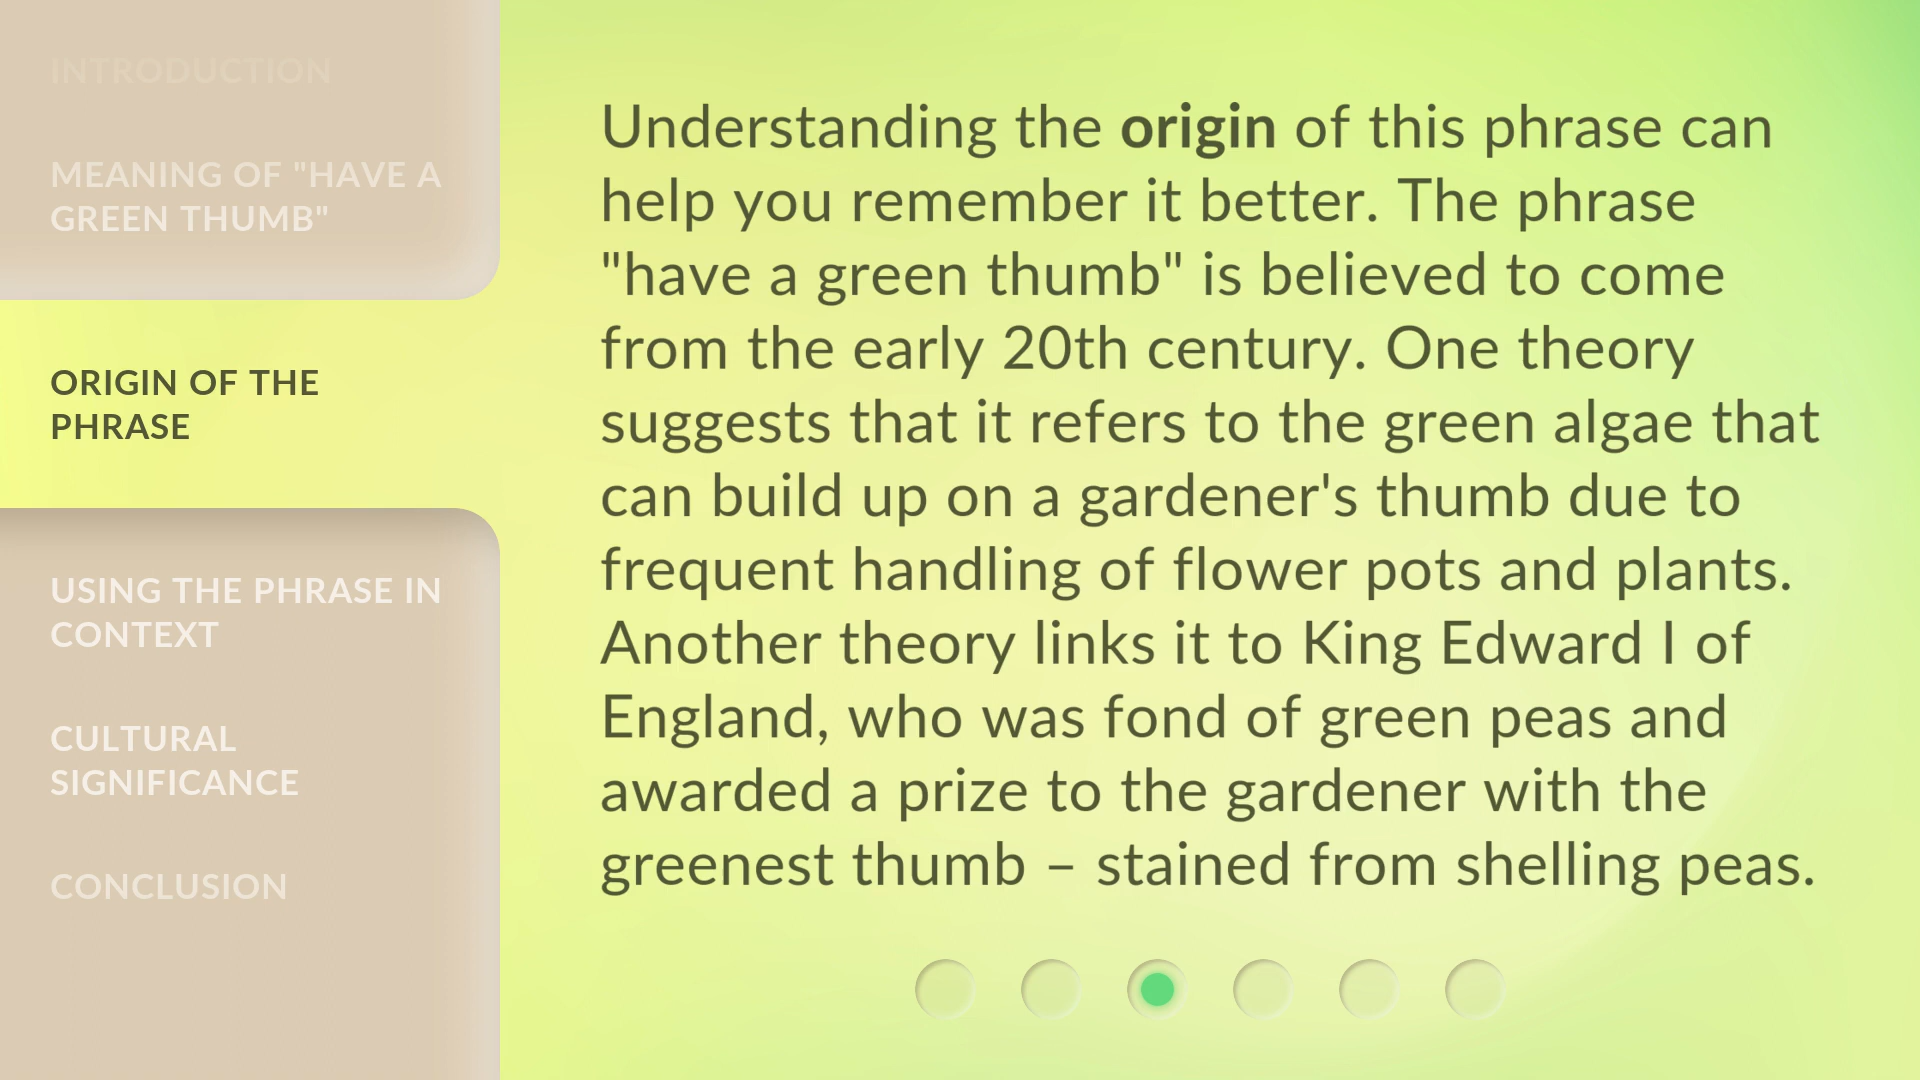 INTRODUCTION
MEANING OF "HAVE A
GREEN THUMB"
ORIGIN OF THE
PHRASE
USING THE PHRASE IN
CONTEXT
CULTURAL
SIGNIFICANCE
CONCLUSION
Understanding the origin of this phrase can
help you remember it better. The phrase
"have a green thumb" is believed to come
from the early 20th century. One theory
suggests that it refers to the green algae that
can build up on a gardener's thumb due to
frequent handling of flower pots and plants.
Another theory links it to King Edward I of
England, who was fond of green peas and
awarded a prize to the gardener with the
greenest thumb – stained from shelling peas.